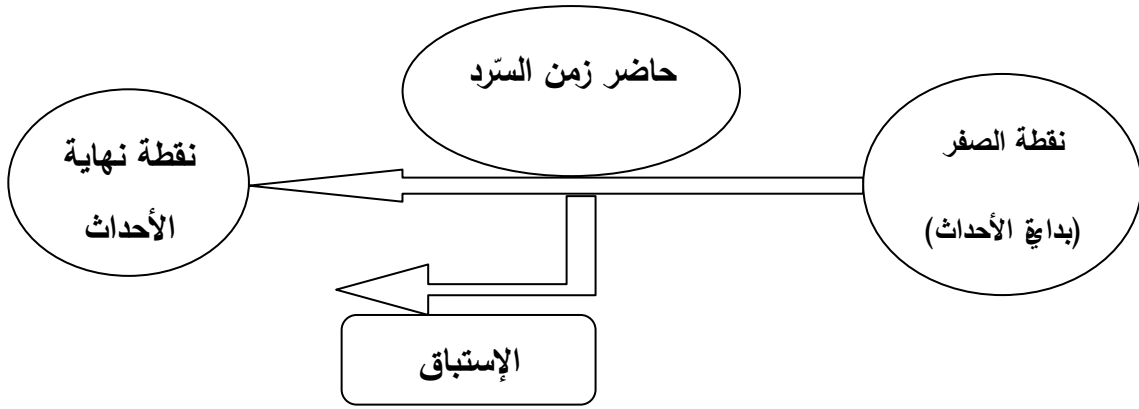 حاضر زمن السّرد
نقطة الصفر
(بداية الأحداث)
نقطة نهاية
الأحداث
الإستباق